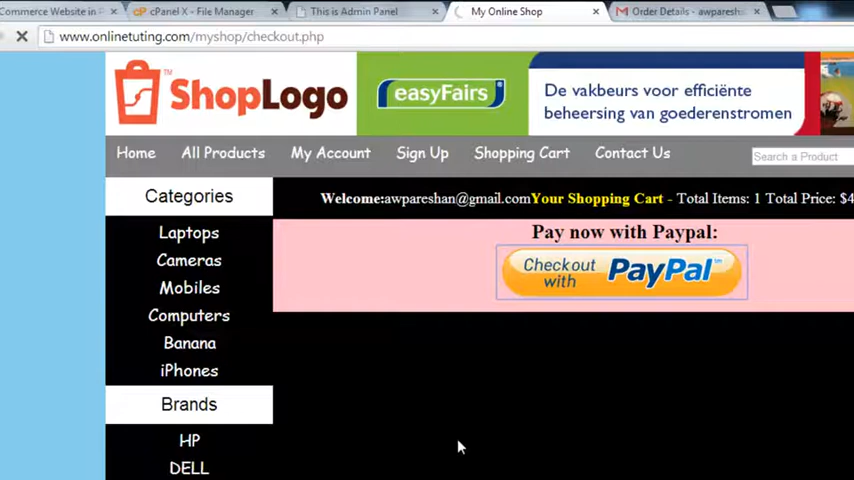 Commerce Website in P
cPanel X - File Manager
This is Admin Panel
My Online Shop
Order Details - awparesh
www.onlinetuting.com/myshop/checkout.php
ShopLogo
TM
easyFairs
De vakbeurs voor efficiënte
beheersing van goederenstromen
Home All Products My Account Sign Up Shopping Cart Contact Us
Search a Product
Categories
Welcome:awpareshan@gmail.comYour Shopping Cart - Total Items: 1 Total Price: $4
Laptops
Cameras
Mobiles
Computers
Banana
iPhones
Pay now with Paypal:
Checkout with PayPal
Brands
HP
DELL